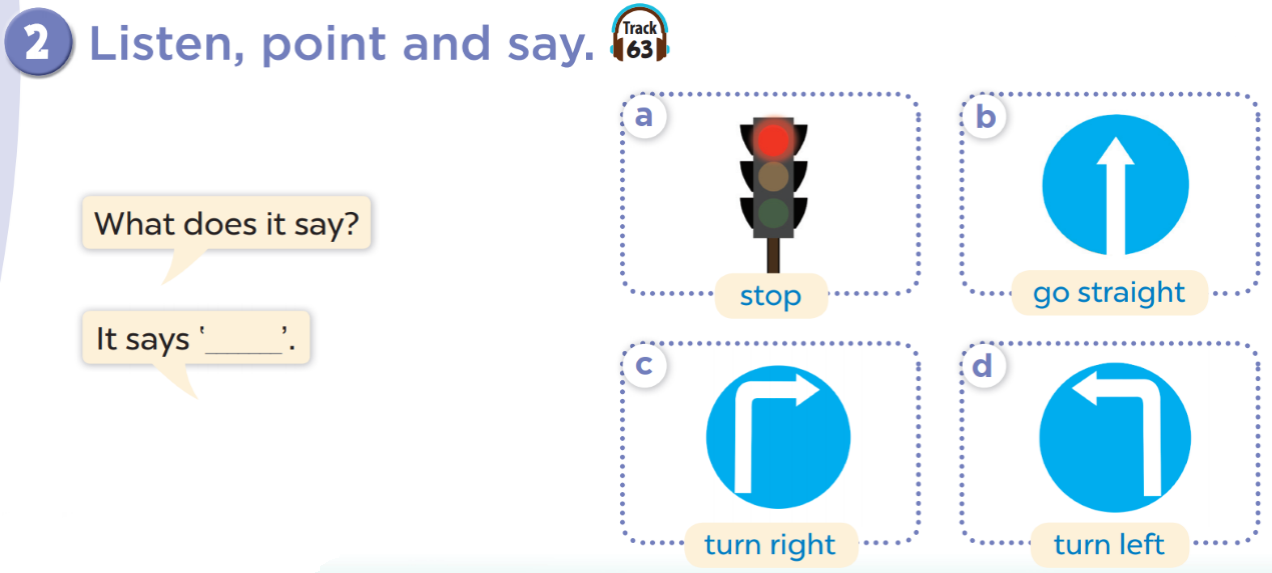 2 Listen, point and say. Track 63
What does it say?
It says ‘______’.
a
stop
b
go straight
c
turn right
d
turn left